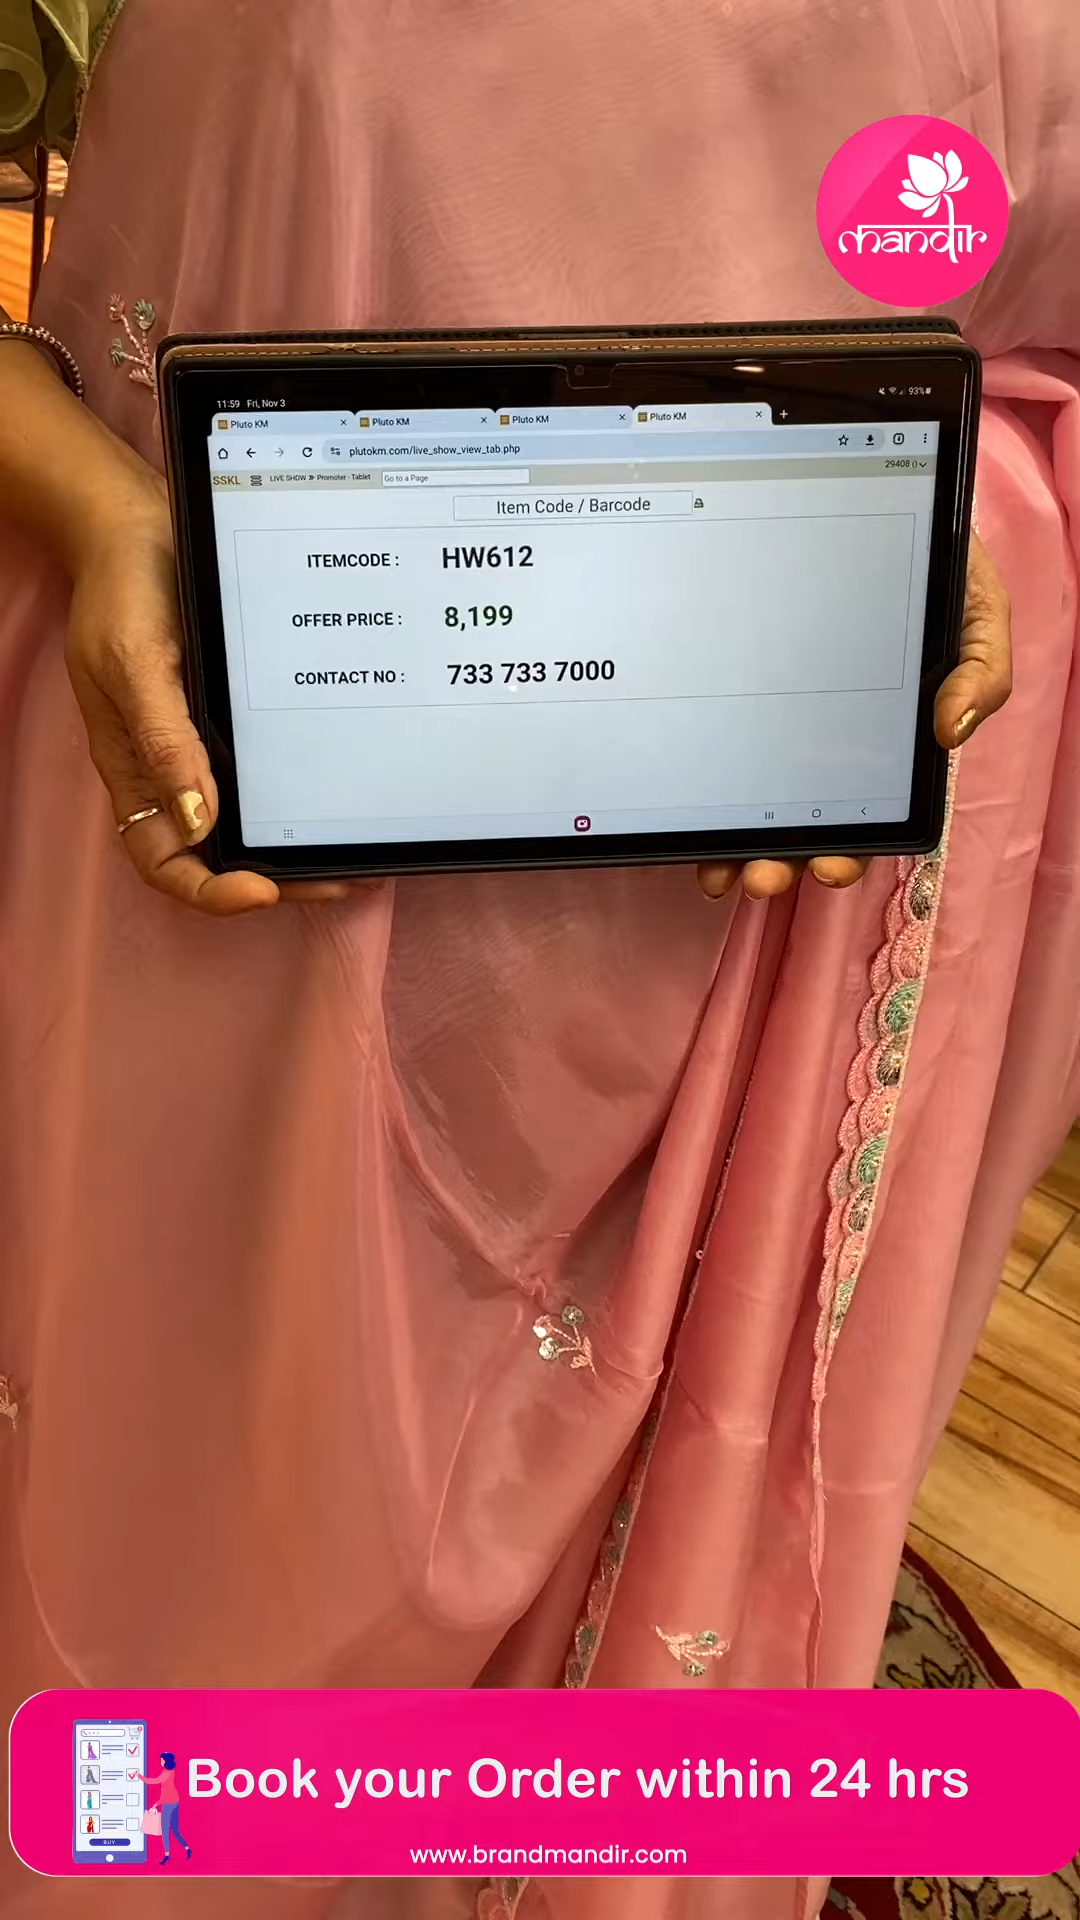 mandir
11:59 Fri, Nov 3
93%
Pluto KM
Pluto KM
Pluto KM
Pluto KM
plutokm.com/live_show_view_tab.php
SSKL
LIVE SHOW
Promoter - Tablet
Go to a Page
29408 ()
Item Code / Barcode
ITEMCODE : HW612
OFFER PRICE : 8,199
CONTACT NO : 733 733 7000
BUY
Book your Order within 24 hrs
www.brandmandir.com